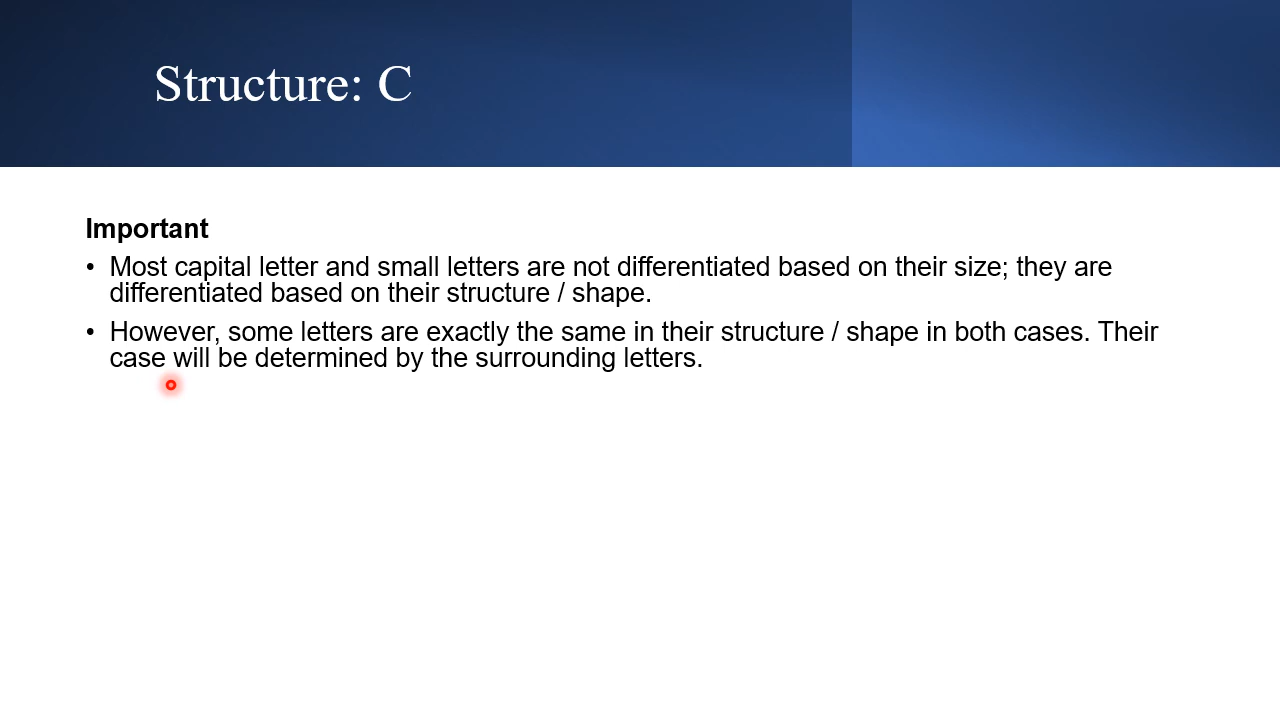 Structure: C
Important
• Most capital letter and small letters are not differentiated based on their size; they are
differentiated based on their structure / shape.
• However, some letters are exactly the same in their structure / shape in both cases. Their
case will be determined by the surrounding letters.